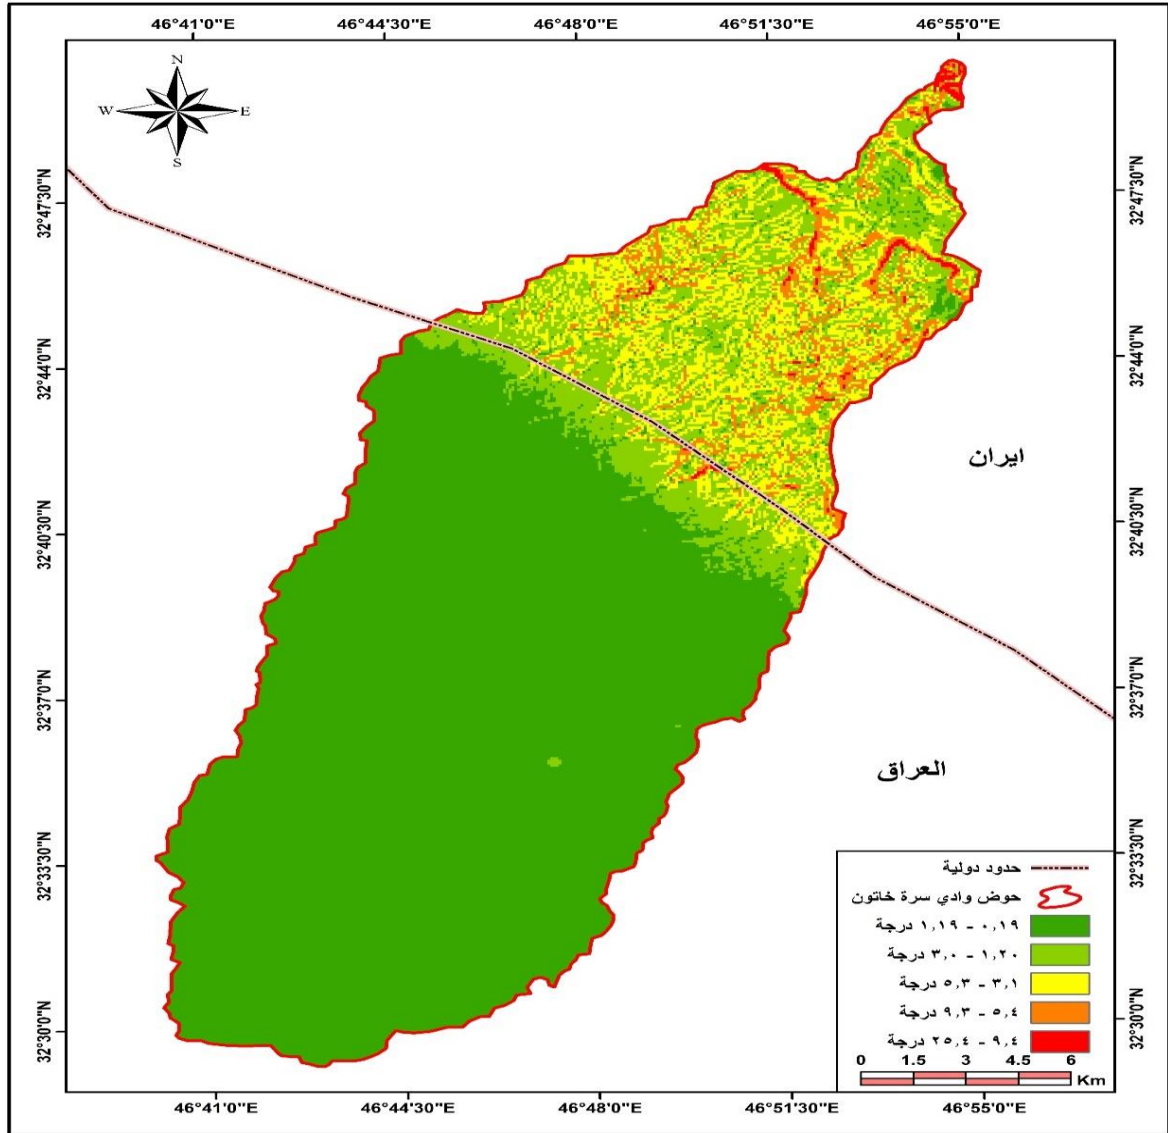 46°41'0"E 46°44'30"E 46°48'0"E 46°51'30"E 46°55'0"E
N
W E
S
32°47'30"N 32°47'30"N
32°44'0"N 32°44'0"N
ايران
32°40'30"N 32°40'30"N
32°37'0"N 32°37'0"N
العراق
32°33'30"N 32°33'30"N
حدود دولية
حوض وادي سرة خاتون
٠,١٩ - ١,١٩ درجة
١,٢٠ - ٣,٠ درجة
٣,١ - ٥,٣ درجة
٥,٤ - ٩,٣ درجة
٩,٤ - ٢٥,٤ درجة
32°30'0"N 32°30'0"N
0 1.5 3 4.5 6
Km
46°41'0"E 46°44'30"E 46°48'0"E 46°51'30"E 46°55'0"E